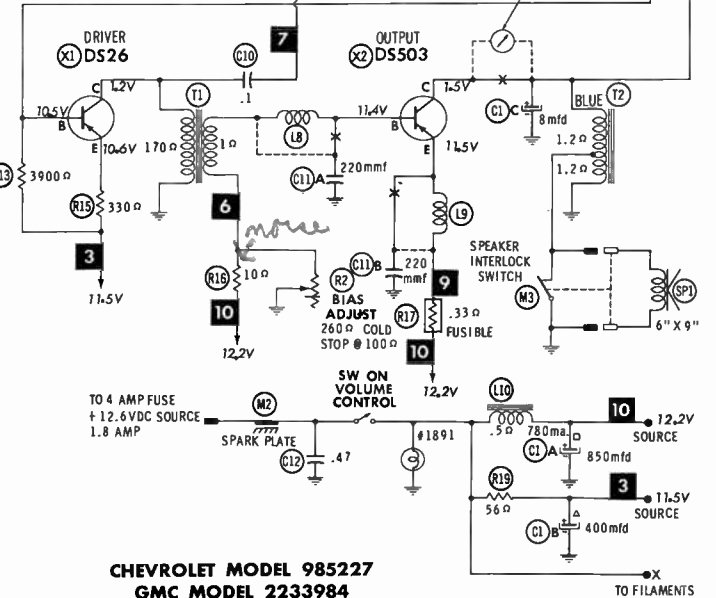 7
DRIVER
X1 DS26
C10
OUTPUT
X2 DS503
C
1.2V
.1
T1
C
1.5V
X
C1 C
8mfd
BLUE
T2
10.5V
B
E
10.6V
170Ω
1Ω
L8
11.4V
B
E
11.5V
1.2Ω
1.2Ω
13
3900Ω
R15
330Ω
C11 A
220mmf
6
noise
L9
3
11.5V
R16
10Ω
R2
BIAS
ADJUST
260Ω COLD
STOP @ 100Ω
C11 B
220
mmf
9
R17
.33Ω
FUSIBLE
SPEAKER
INTERLOCK
SWITCH
M3
SP1
6" X 9"
10
12.2V
10
12.2V
SW ON
VOLUME
CONTROL
TO 4 AMP FUSE
+ 12.6VDC SOURCE
1.8 AMP
M2
SPARK PLATE
C12
.47
#1891
L10
.5Ω
780ma.
10
12.2V
SOURCE
C1 A
850mfd
R19
56Ω
3
11.5V
SOURCE
C1 B
400mfd
X
TO FILAMENTS
CHEVROLET MODEL 985227
GMC MODEL 2233984